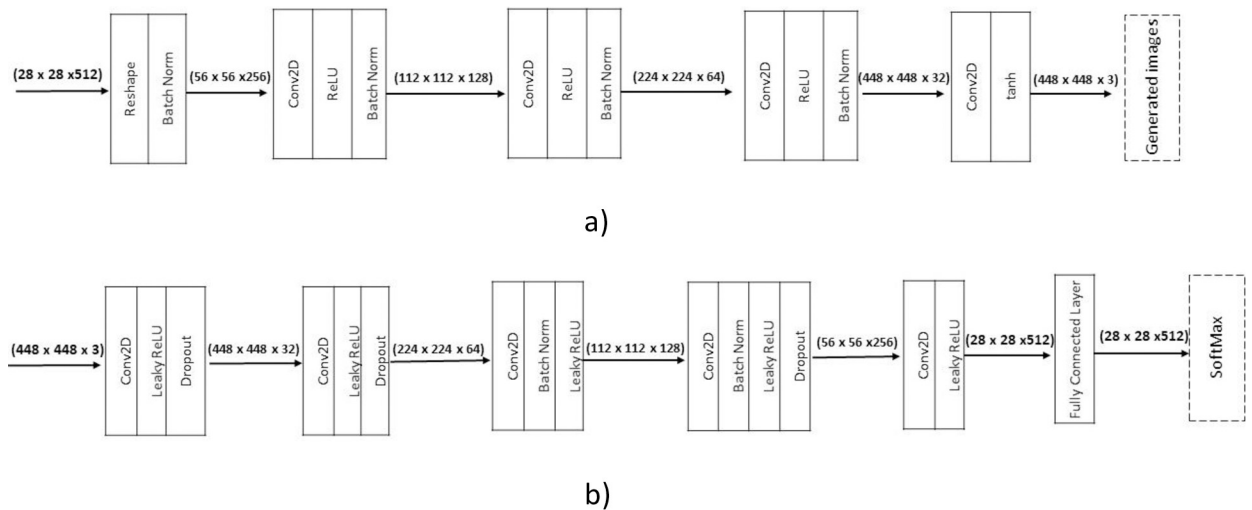 (28 x 28 x512)
Reshape
Batch Norm
(56 x 56 x256)
Conv2D
ReLU
Batch Norm
(112 x 112 x 128)
Conv2D
ReLU
Batch Norm
(224 x 224 x 64)
Conv2D
ReLU
Batch Norm
(448 x 448 x 32)
Conv2D
tanh
(448 x 448 x 3)
Generated images
a)
(448 x 448 x 3)
Conv2D
Leaky ReLU
Dropout
(448 x 448 x 32)
Conv2D
Leaky ReLU
Dropout
(224 x 224 x 64)
Conv2D
Batch Norm
Leaky ReLU
(112 x 112 x 128)
Conv2D
Batch Norm
Leaky ReLU
Dropout
(56 x 56 x256)
Conv2D
Leaky ReLU
(28 x 28 x512)
Fully Connected Layer
(28 x 28 x512)
SoftMax
b)